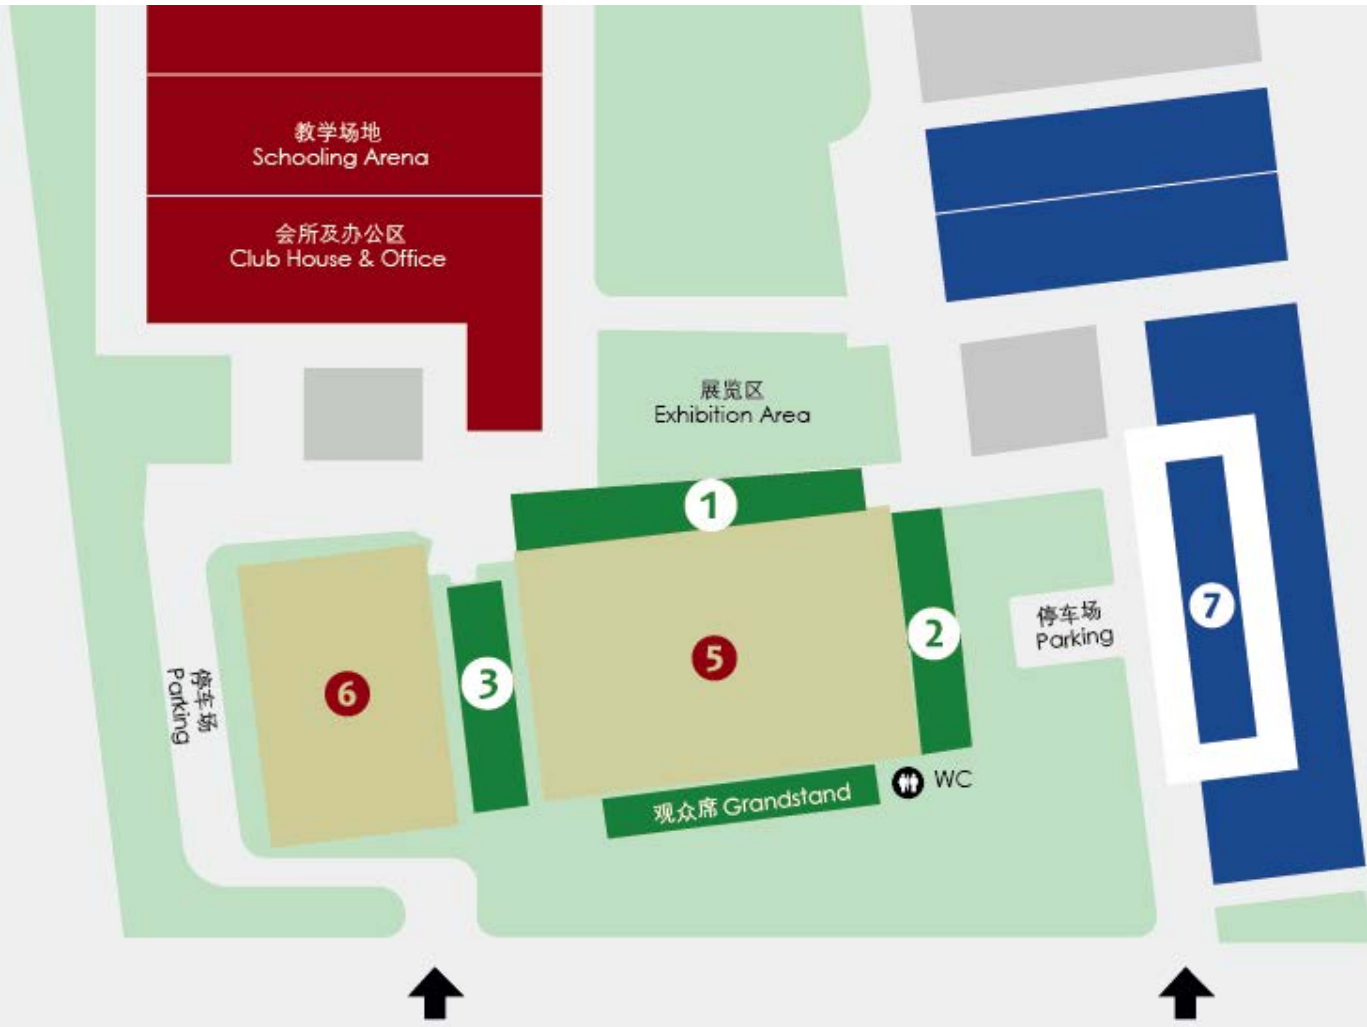 教学场地
Schooling Arena
会所及办公区
Club House & Office
展览区
Exhibition Area
1
2
3
5
6
7
停车场
Parking
停车场
Parking
观众席 Grandstand
WC